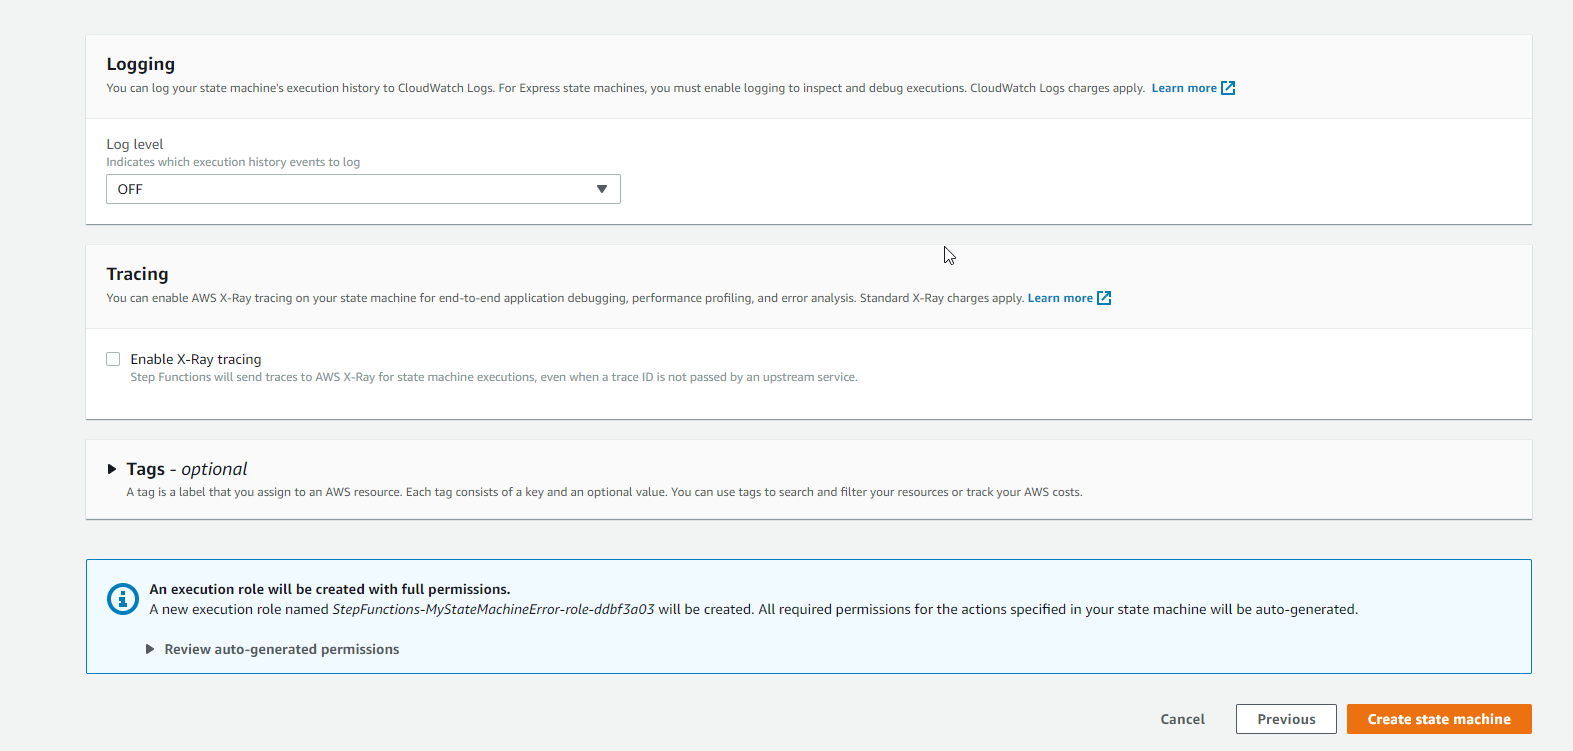 Logging
You can log your state machine's execution history to CloudWatch Logs. For Express state machines, you must enable logging to inspect and debug executions. CloudWatch Logs charges apply. Learn more
Log level
Indicates which execution history events to log
OFF
Tracing
You can enable AWS X-Ray tracing on your state machine for end-to-end application debugging, performance profiling, and error analysis. Standard X-Ray charges apply. Learn more
Enable X-Ray tracing
Step Functions will send traces to AWS X-Ray for state machine executions, even when a trace ID is not passed by an upstream service.
Tags - optional
A tag is a label that you assign to an AWS resource. Each tag consists of a key and an optional value. You can use tags to search and filter your resources or track your AWS costs.
An execution role will be created with full permissions.
A new execution role named StepFunctions-MyStateMachineError-role-ddbf3a03 will be created. All required permissions for the actions specified in your state machine will be auto-generated.
Review auto-generated permissions
Cancel Previous Create state machine